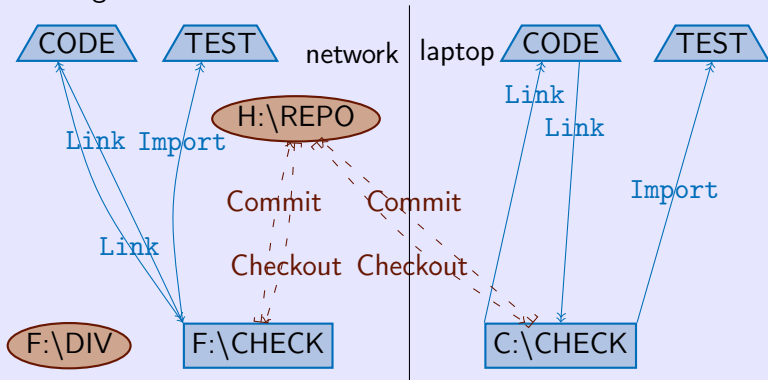 CODE
TEST
network
laptop
CODE
TEST
Link
H:\REPO
Link
Link
Import
Import
Commit
Commit
Link
Checkout
Checkout
F:\DIV
F:\CHECK
C:\CHECK